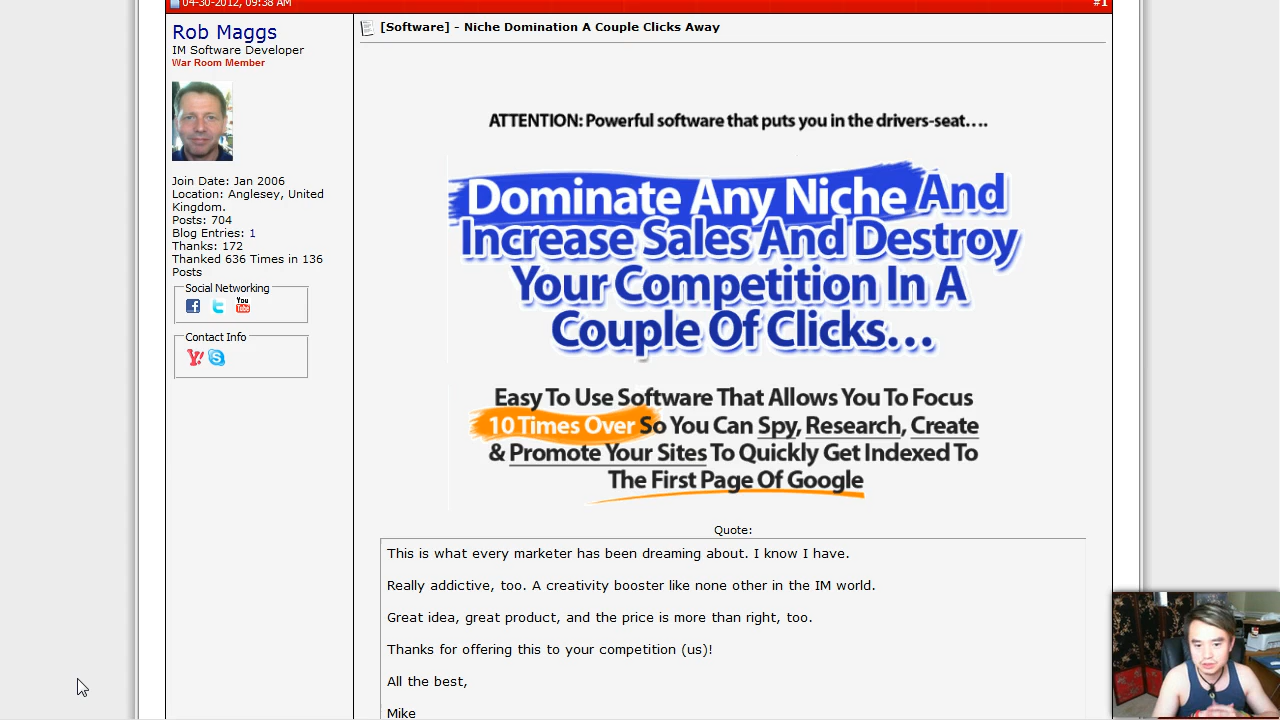 04-30-2012, 09:38 AM
#1
Rob Maggs
IM Software Developer
War Room Member
Join Date: Jan 2006
Location: Anglesey, United
Kingdom.
Posts: 704
Blog Entries: 1
Thanks: 172
Thanked 636 Times in 136
Posts
Social Networking
You
Tube
Contact Info
[Software] - Niche Domination A Couple Clicks Away
ATTENTION: Powerful software that puts you in the drivers-seat….
Dominate Any Niche And
Increase Sales And Destroy
Your Competition In A
Couple Of Clicks…
Easy To Use Software That Allows You To Focus
10 Times Over So You Can Spy, Research, Create
& Promote Your Sites To Quickly Get Indexed To
The First Page Of Google
Quote:
This is what every marketer has been dreaming about. I know I have.
Really addictive, too. A creativity booster like none other in the IM world.
Great idea, great product, and the price is more than right, too.
Thanks for offering this to your competition (us)!
All the best,
Mike